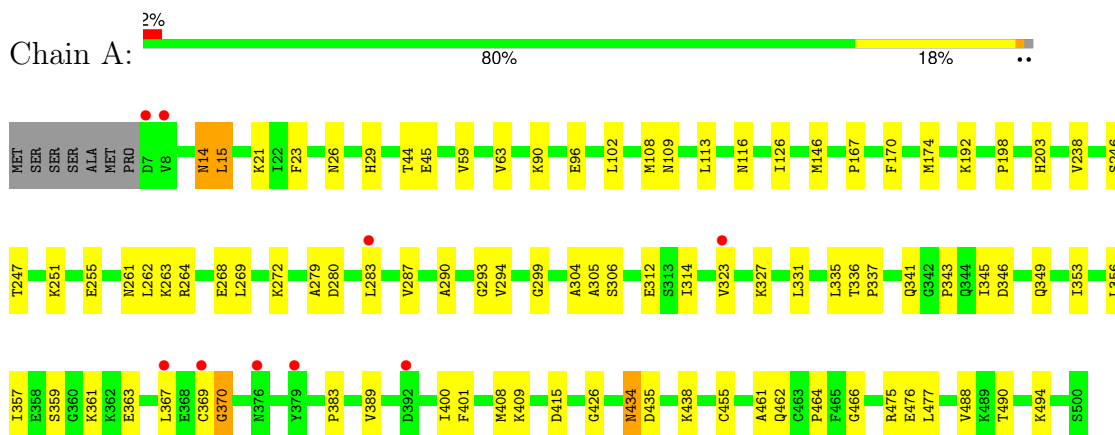 2%
Chain A:
80% 18% ••
MET SER SER SER ALA MET PRO D7 V8 N14 L15 K21 I22 F23 N26 H29 T44 E45 V59 V63 K90 E96 L102 M108 N109 L113 N116 I126 M146 P167 F170 M174 K192 P198 H203 V238 S246
T247 K251 E255 N261 L262 K263 R264 E268 L269 K272 A279 D280 L283 V287 A290 G293 V294 G299 A304 A305 S306 E312 S313 I314 V323 K327 L331 L335 T336 P337 Q341 G342 P343 Q344 I345 D346 Q349 I353 L356
I357 E358 S359 G360 K361 K362 E363 L367 E368 C369 G370 N376 Y379 P383 V389 D392 I400 F401 M408 K409 D415 G426 N434 D435 K438 C455 A461 Q462 V463 P464 F465 G466 R475 E476 L477 V488 K489 T490 K494 S500